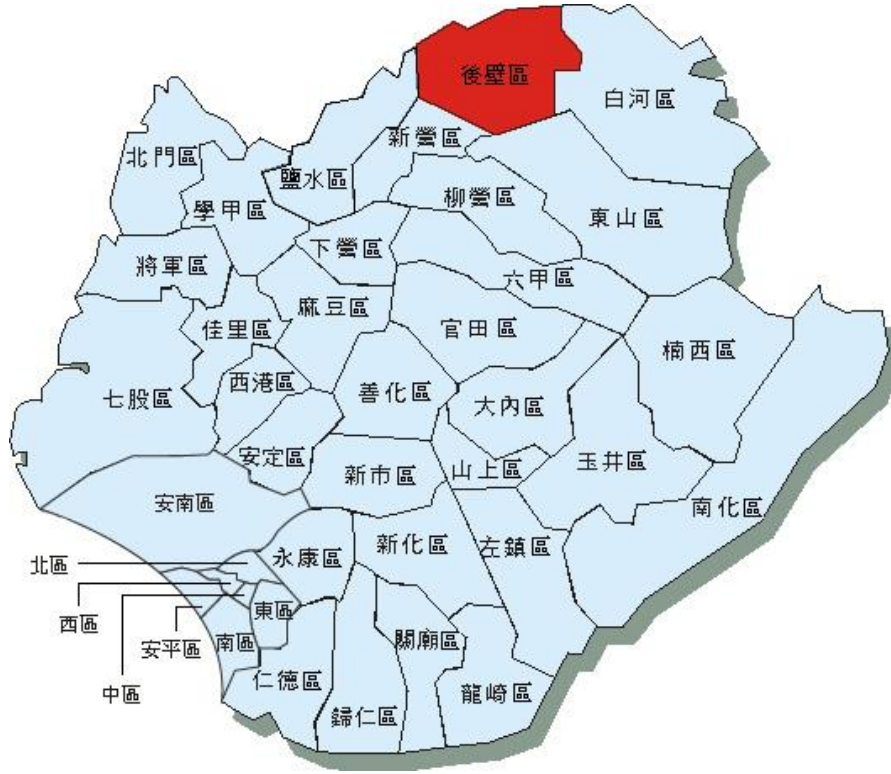 後壁區
白河區
新營區
北門區
鹽水區
柳營區
學甲區
東山區
下營區
將軍區
六甲區
麻豆區
佳里區
官田區
楠西區
西港區
善化區
七股區
大內區
安定區
新市區
山上區
玉井區
安南區
南化區
永康區
新化區
左鎮區
北區
東區
西區
安平區
南區
關廟區
仁德區
中區
龍崎區
歸仁區